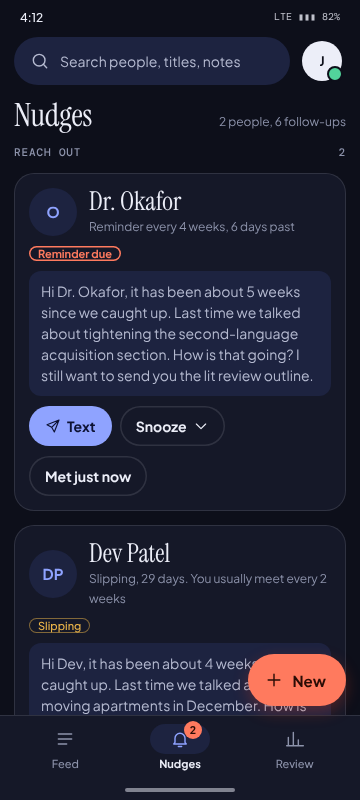 4:12
LTE 82%
Search people, titles, notes
J
Nudges
2 people, 6 follow-ups
REACH OUT
2
O
Dr. Okafor
Reminder every 4 weeks, 6 days past
Reminder due
Hi Dr. Okafor, it has been about 5 weeks
since we caught up. Last time we talked
about tightening the second-language
acquisition section. How is that going? I
still want to send you the lit review outline.
Text
Snooze
Met just now
DP
Dev Patel
Slipping, 29 days. You usually meet every 2
weeks
Slipping
Hi Dev, it has been about 4 weeks
caught up. Last time we talked
moving apartments in December. How is
New
2
Feed
Nudges
Review